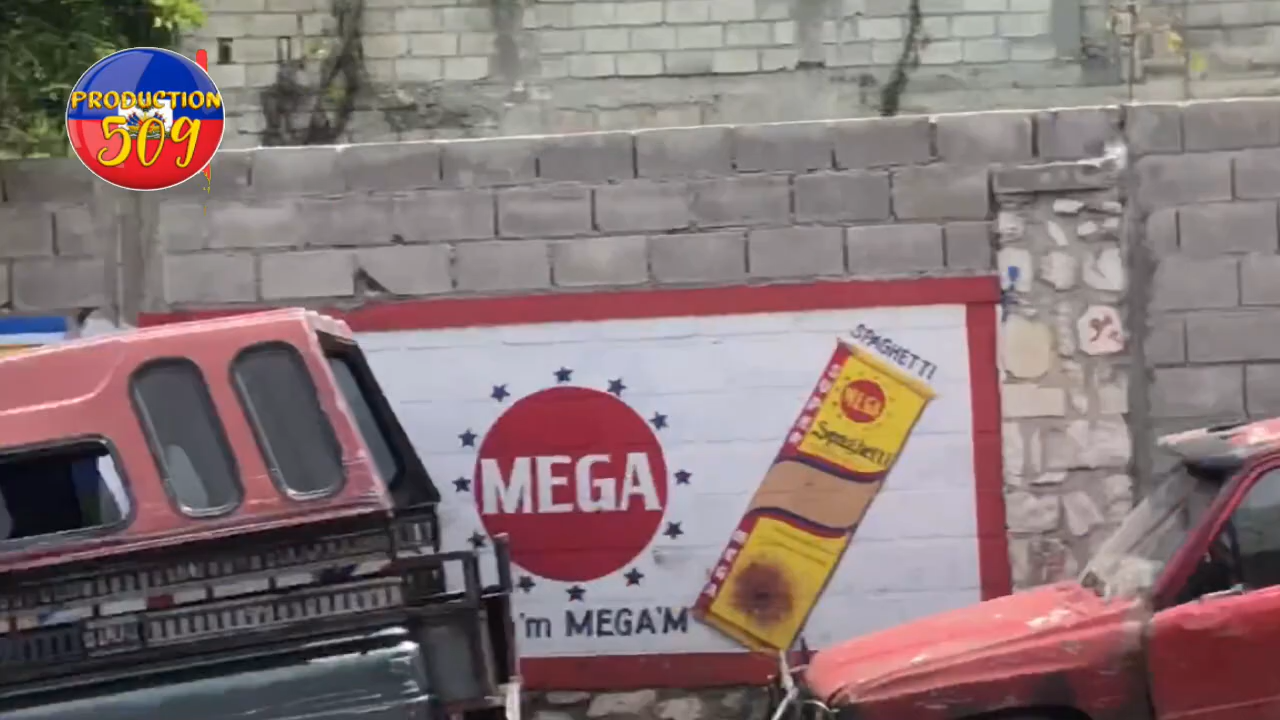 PRODUCTION
509
SPAGHETTI
MEGA
Spaghetti
MEGA
'm MEGA'M